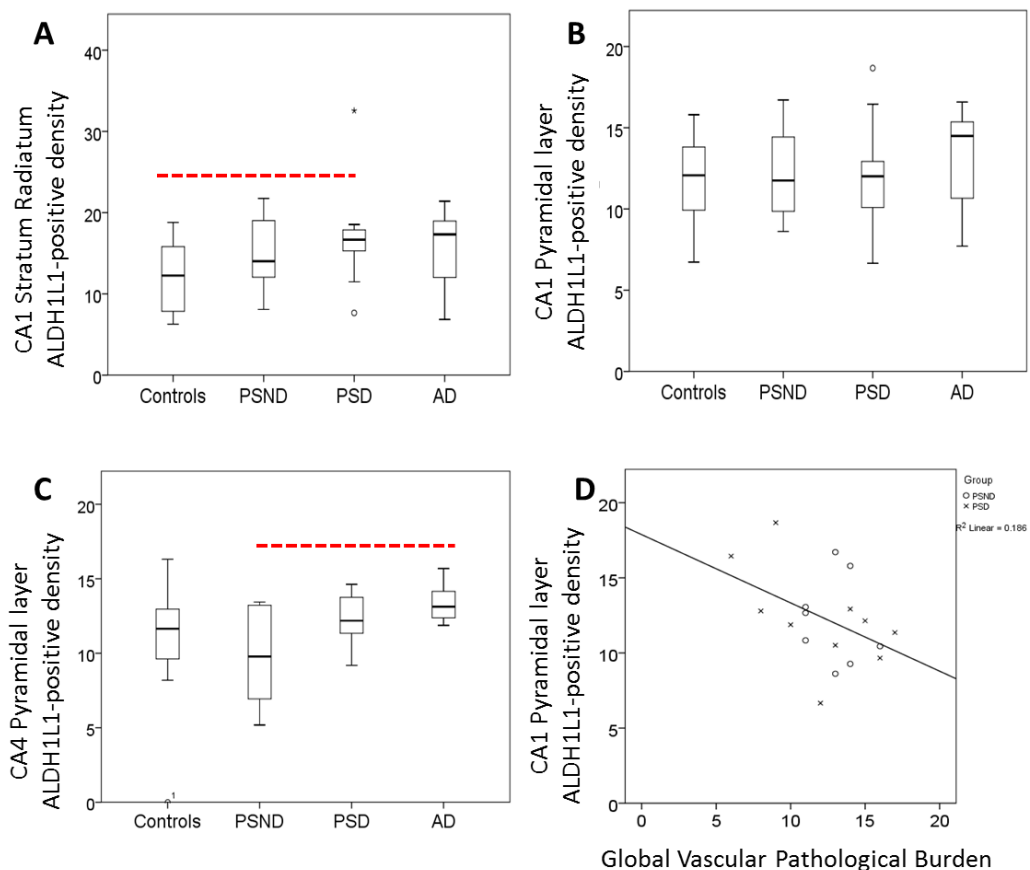 A
CA1 Stratum Radiatum
ALDH1L1-positive density
40
30
20
10
0
Controls PSND PSD AD
*
B
CA1 Pyramidal layer
ALDH1L1-positive density
20
15
10
5
0
Controls PSND PSD AD
C
CA4 Pyramidal layer
ALDH1L1-positive density
20
15
10
5
0
1
Controls PSND PSD AD
D
CA1 Pyramidal layer
ALDH1L1-positive density
20
15
10
5
0
0 5 10 15 20
Global Vascular Pathological Burden
Group
PSND
PSD
R2 Linear = 0.186